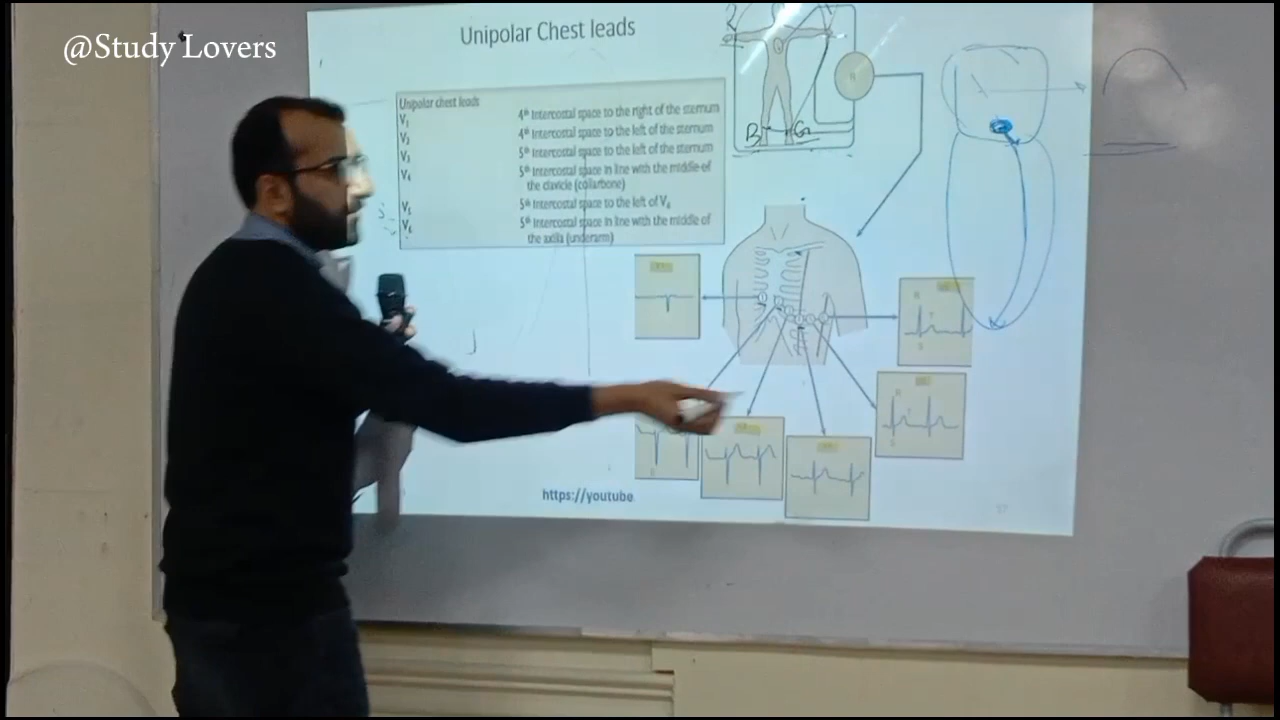 @Study Lovers
Unipolar Chest leads
Unipolar chest leads
V1 4th Intercostal space to the right of the sternum
V2 4th Intercostal space to the left of the sternum
V3 5th Intercostal space to the left of the sternum
V4 5th Intercostal space in line with the middle of
the clavicle (collarbone)
V5 5th Intercostal space to the left of V4
V6 5th Intercostal space in line with the middle of
the axilla (underarm)
R
B G
https://youtube